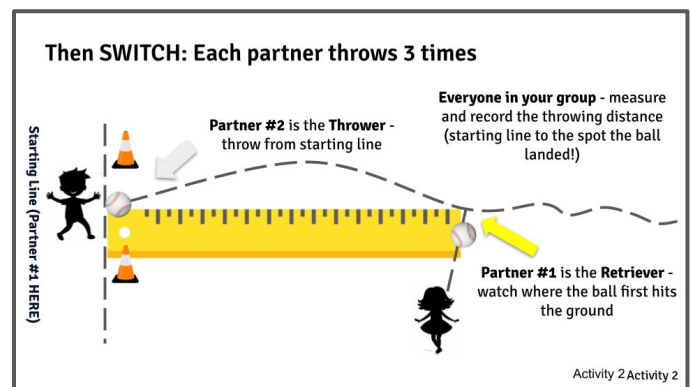 Then SWITCH: Each partner throws 3 times
Everyone in your group - measure
and record the throwing distance
(starting line to the spot the ball
landed!)
Partner #2 is the Thrower -
throw from starting line
Starting Line (Partner #1 HERE)
Partner #1 is the Retriever -
watch where the ball first hits
the ground
Activity 2 Activity 2